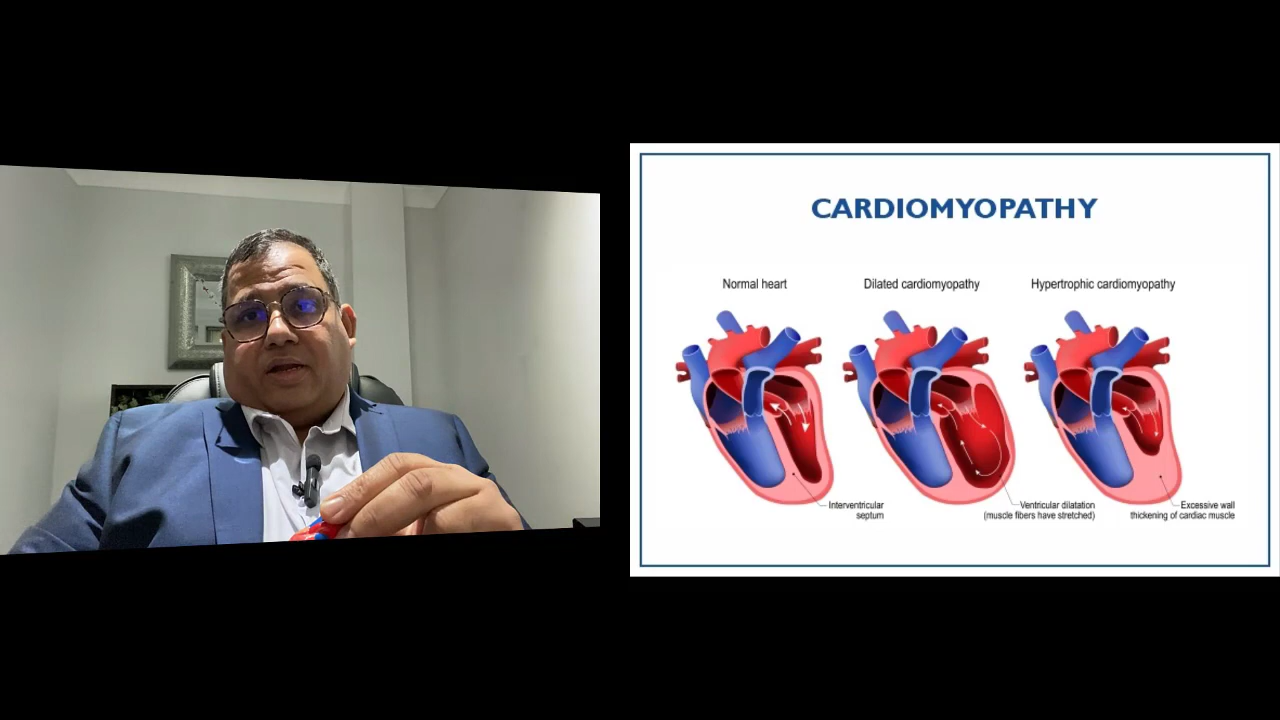 CARDIOMYOPATHY
Normal heart
Dilated cardiomyopathy
Hypertrophic cardiomyopathy
Interventricular
septum
Ventricular dilatation
(muscle fibers have stretched)
Excessive wall
thickening of cardiac muscle